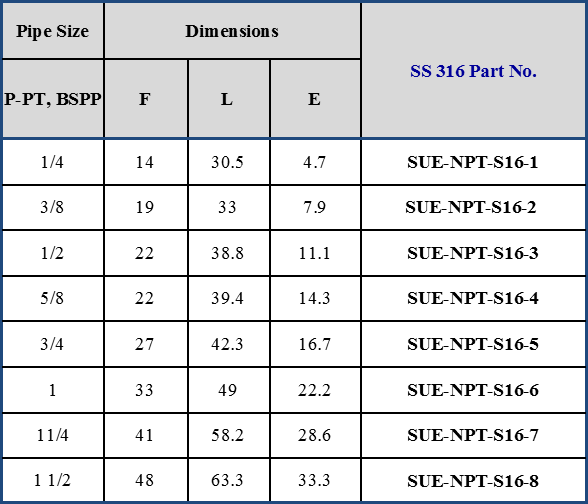 Pipe Size Dimensions SS 316 Part No.
P-PT, BSPP F L E
1/4 14 30.5 4.7 SUE-NPT-S16-1
3/8 19 33 7.9 SUE-NPT-S16-2
1/2 22 38.8 11.1 SUE-NPT-S16-3
5/8 22 39.4 14.3 SUE-NPT-S16-4
3/4 27 42.3 16.7 SUE-NPT-S16-5
1 33 49 22.2 SUE-NPT-S16-6
11/4 41 58.2 28.6 SUE-NPT-S16-7
1 1/2 48 63.3 33.3 SUE-NPT-S16-8